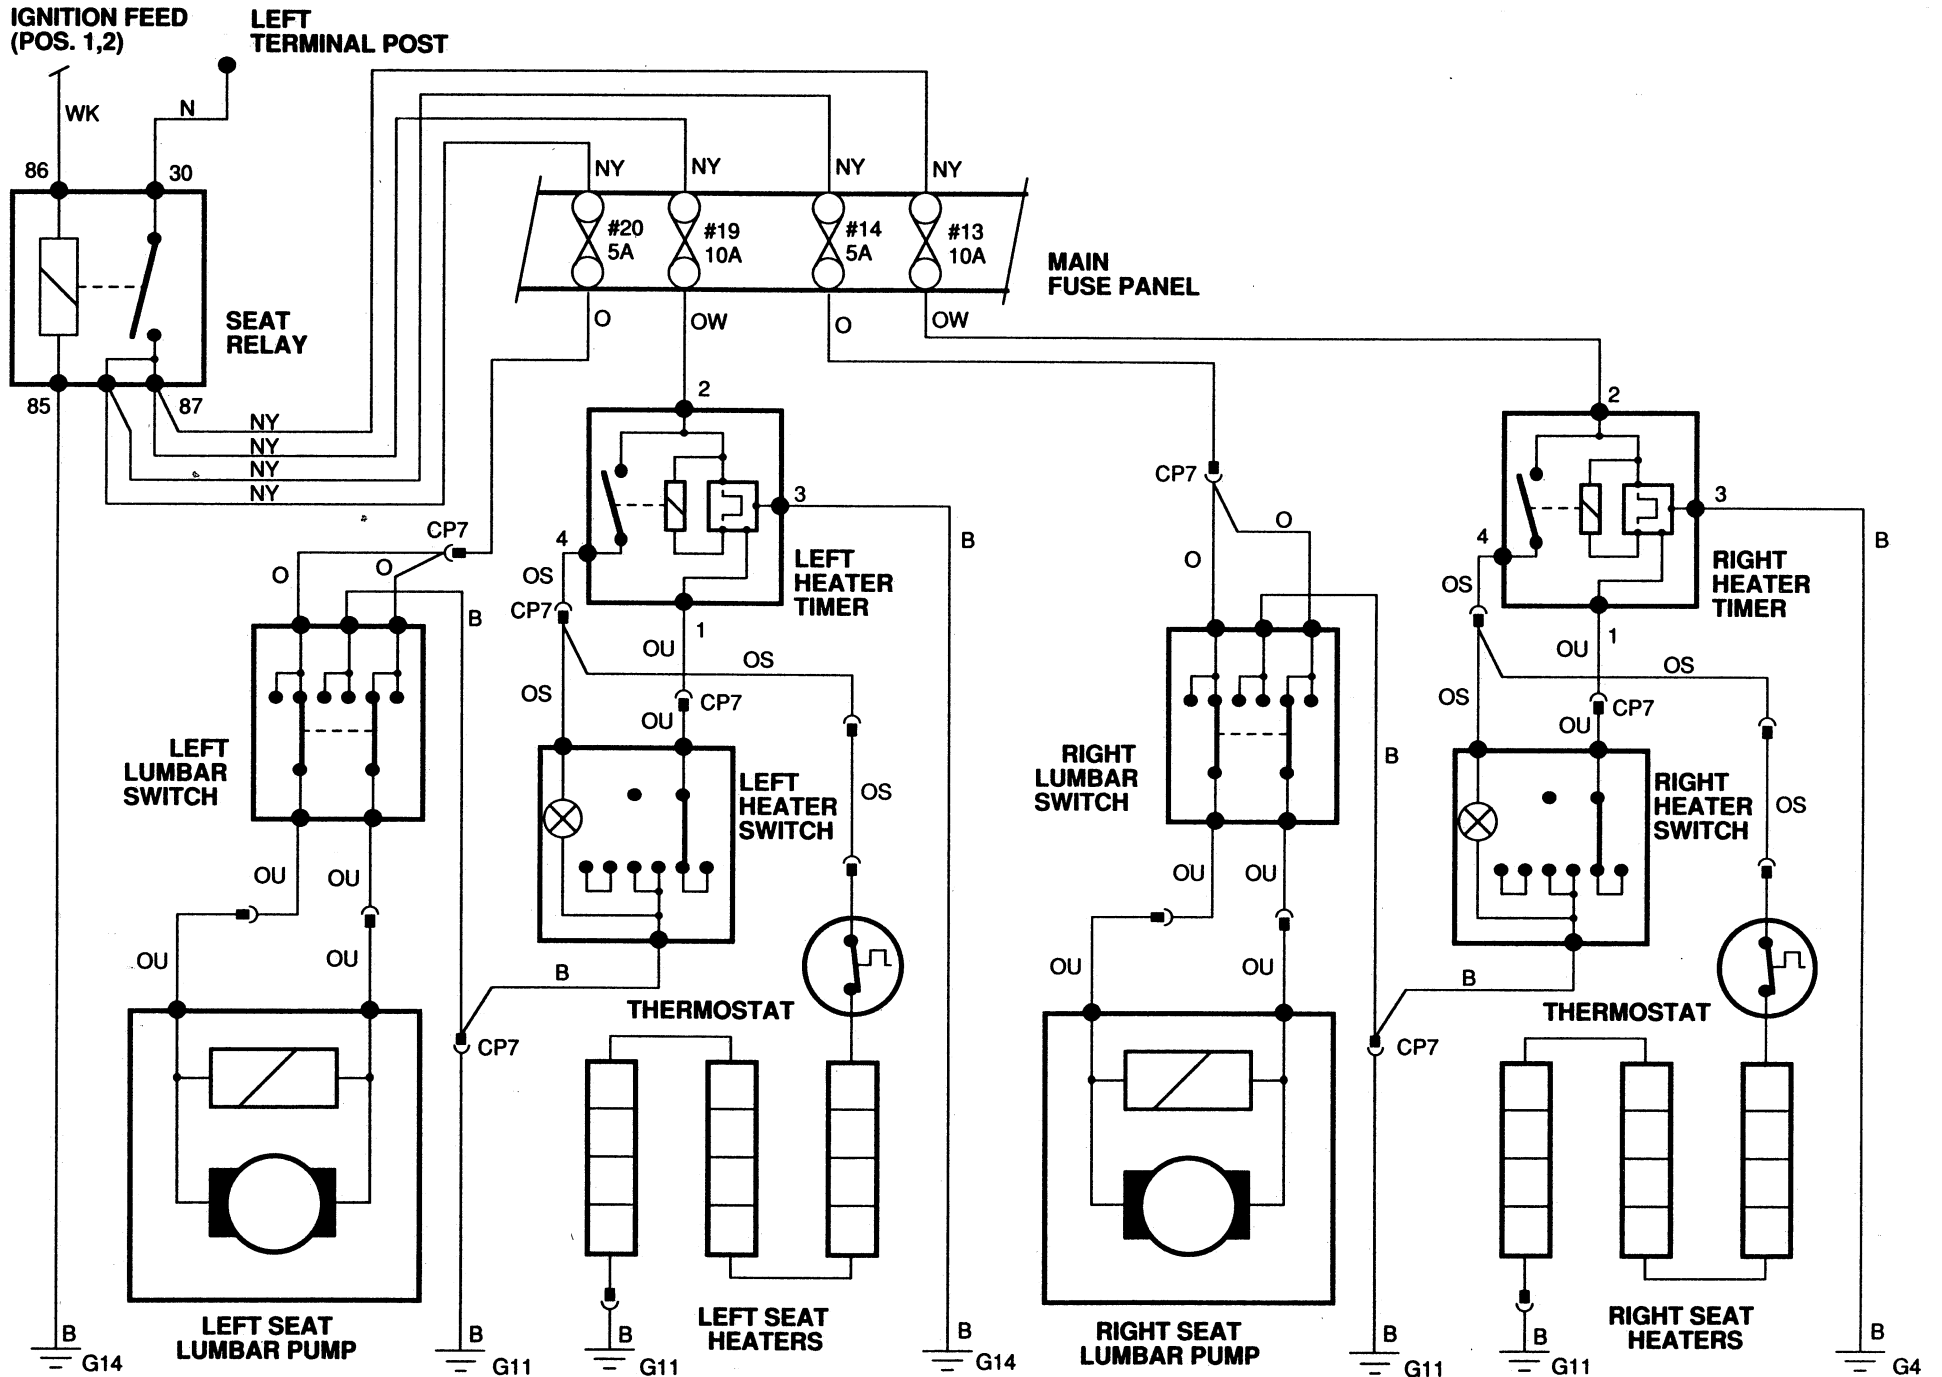 IGNITION FEED
(POS. 1,2)
LEFT
TERMINAL POST
WK
N
86
30
NY
NY
NY
NY
#20
5A
#19
10A
#14
5A
#13
10A
MAIN
FUSE PANEL
SEAT
RELAY
O
OW
O
OW
85
87
NY
NY
NY
NY
2
2
CP7
CP7
3
3
4
4
B
B
O
O
OS
CP7
LEFT
HEATER
TIMER
O
O
OS
RIGHT
HEATER
TIMER
B
1
OU
OS
1
OU
OS
OS
OU
CP7
OS
OU
CP7
LEFT
LUMBAR
SWITCH
LEFT
HEATER
SWITCH
OS
RIGHT
LUMBAR
SWITCH
B
RIGHT
HEATER
SWITCH
OS
OU
OU
OU
OU
OU
OU
B
OU
OU
B
THERMOSTAT
THERMOSTAT
CP7
CP7
LEFT SEAT
LUMBAR PUMP
LEFT SEAT
HEATERS
RIGHT SEAT
LUMBAR PUMP
RIGHT SEAT
HEATERS
B
G14
B
G11
B
G11
B
G14
B
G11
B
G11
B
G4